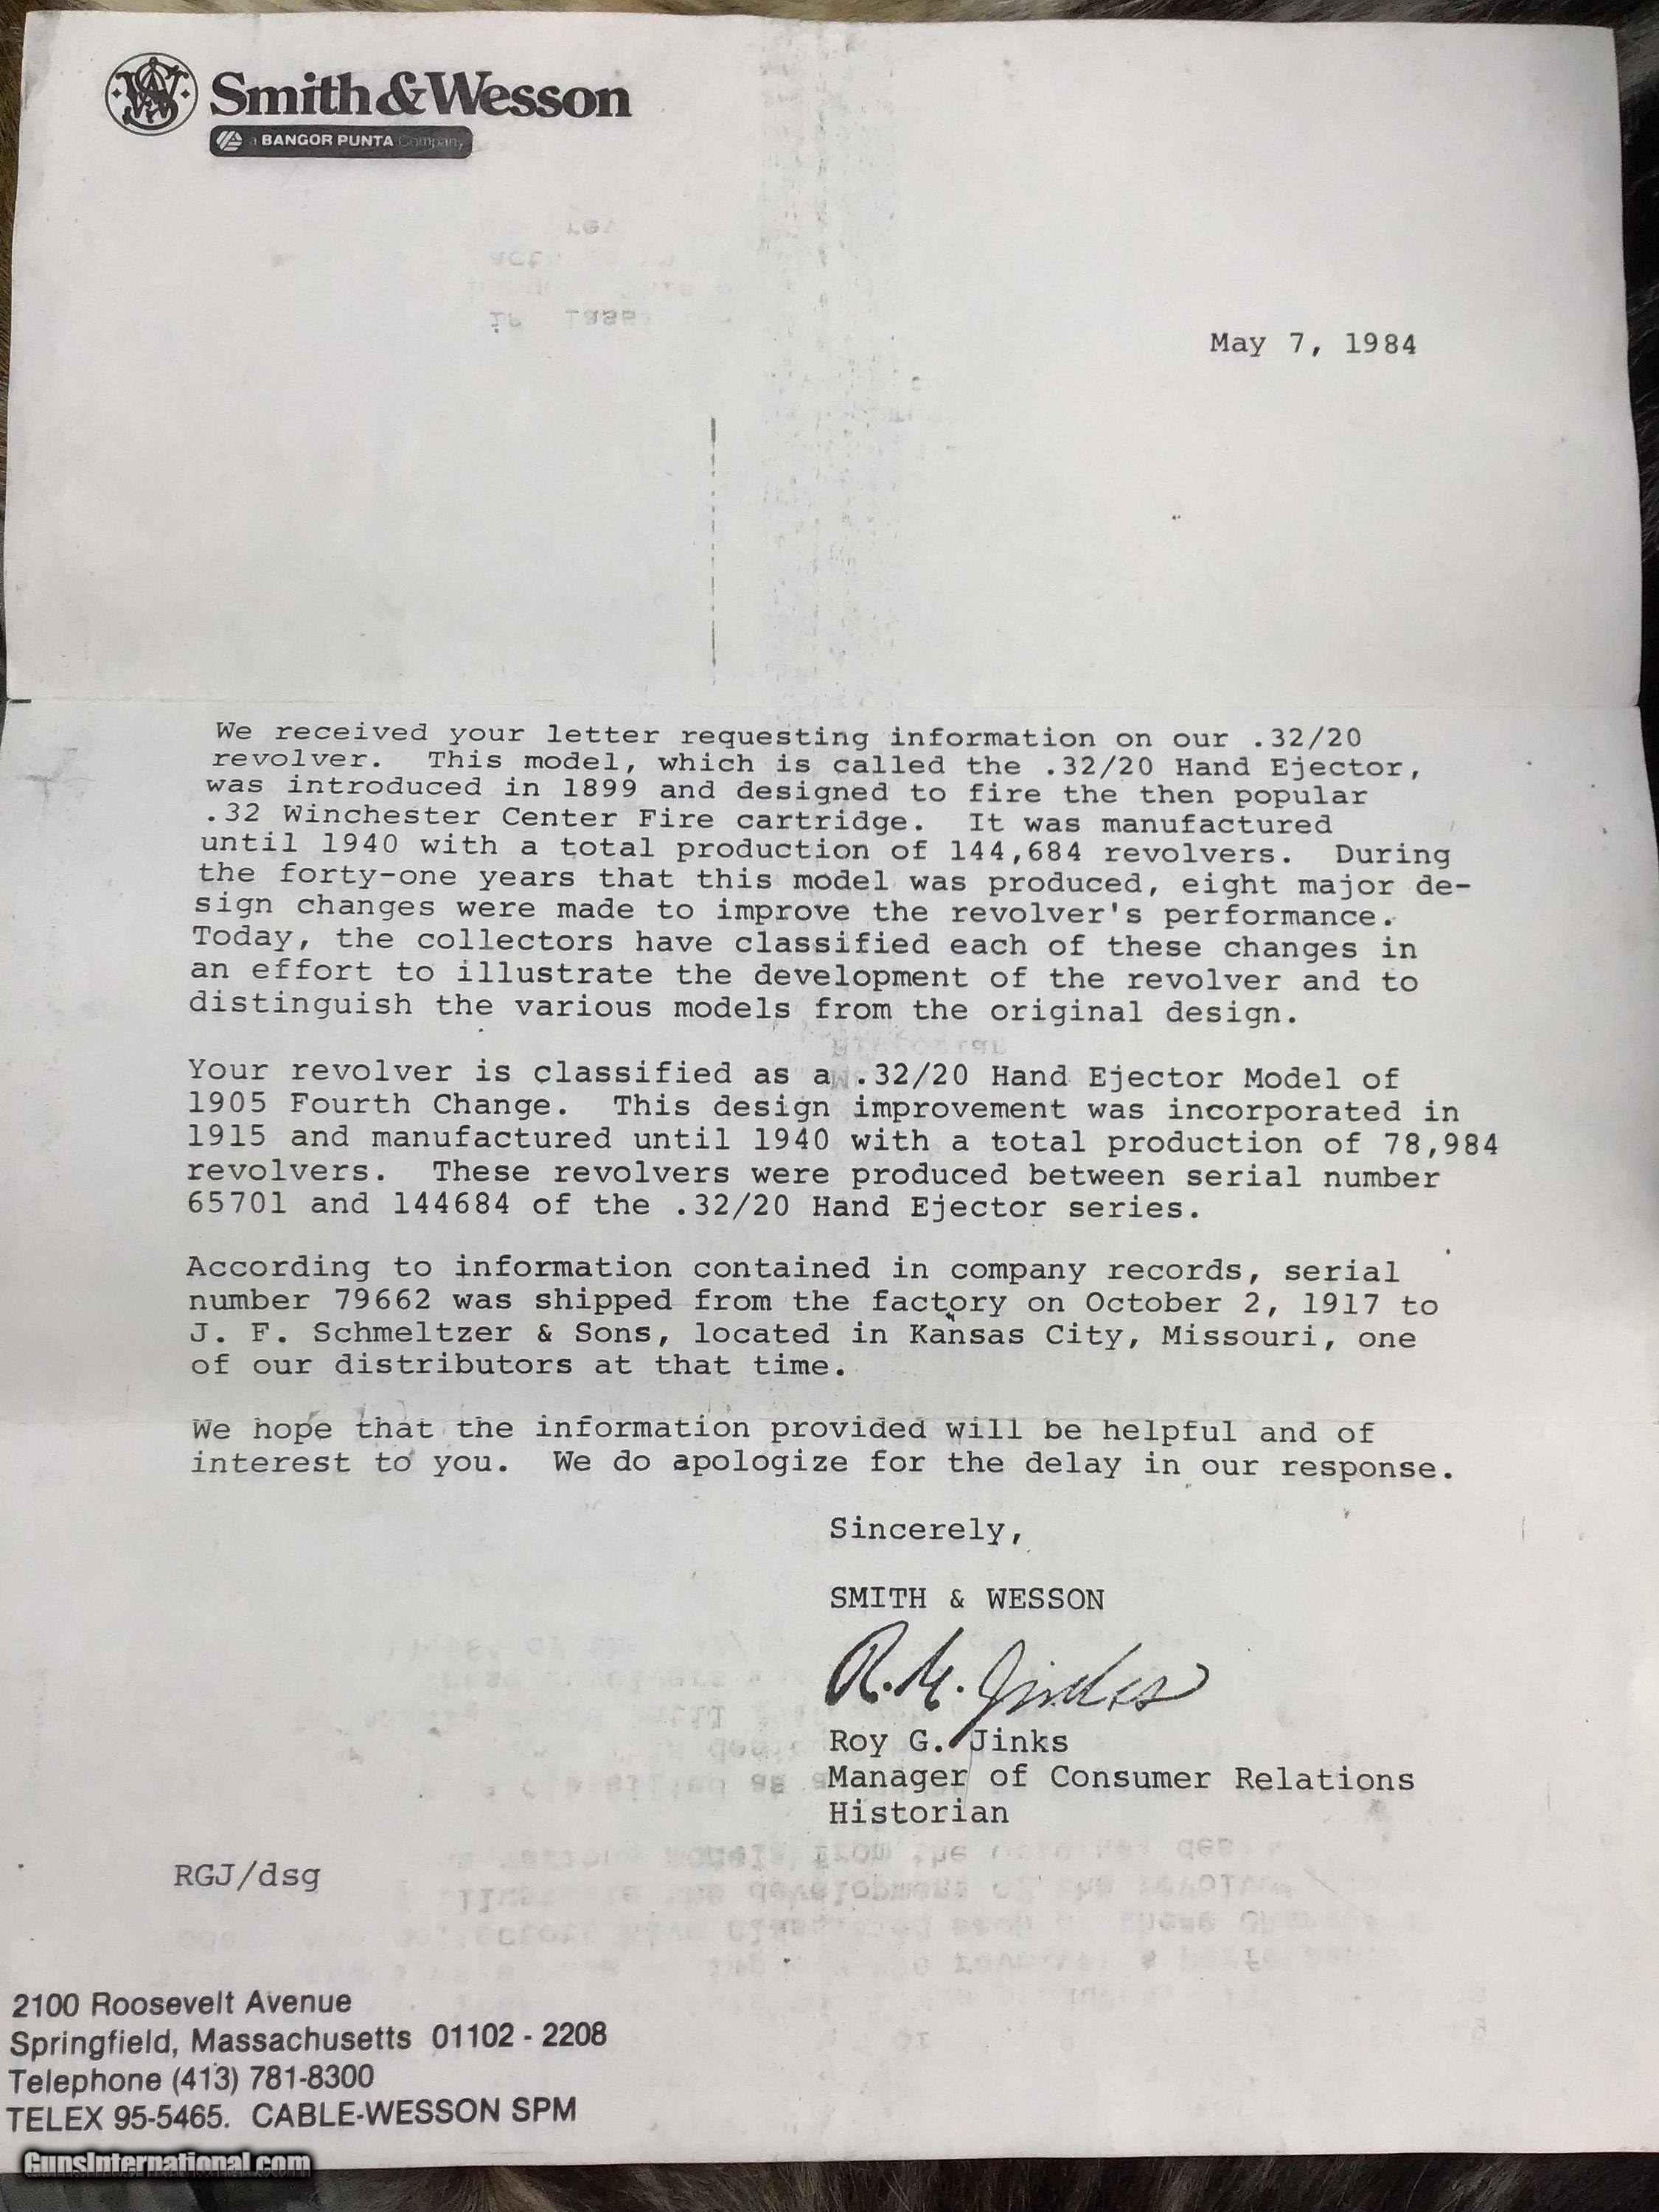 Smith & Wesson
a BANGOR PUNTA Company
May 7, 1984
We received your letter requesting information on our .32/20
revolver. This model, which is called the .32/20 Hand Ejector,
was introduced in 1899 and designed to fire the then popular
.32 Winchester Center Fire cartridge. It was manufactured
until 1940 with a total production of 144,684 revolvers. During
the forty-one years that this model was produced, eight major de-
sign changes were made to improve the revolver's performance.
Today, the collectors have classified each of these changes in
an effort to illustrate the development of the revolver and to
distinguish the various models from the original design.
Your revolver is classified as a .32/20 Hand Ejector Model of
1905 Fourth Change. This design improvement was incorporated in
1915 and manufactured until 1940 with a total production of 78,984
revolvers. These revolvers were produced between serial number
65701 and 144684 of the .32/20 Hand Ejector series.
According to information contained in company records, serial
number 79662 was shipped from the factory on October 2, 1917 to
J. F. Schmeltzer & Sons, located in Kansas City, Missouri, one
of our distributors at that time.
We hope that the information provided will be helpful and of
interest to you. We do apologize for the delay in our response.
Sincerely,
SMITH & WESSON
R. G. Jinks
Roy G. Jinks
Manager of Consumer Relations
Historian
RGJ/dsg
2100 Roosevelt Avenue
Springfield, Massachusetts 01102 - 2208
Telephone (413) 781-8300
TELEX 95-5465. CABLE-WESSON SPM
GunsInternational.com